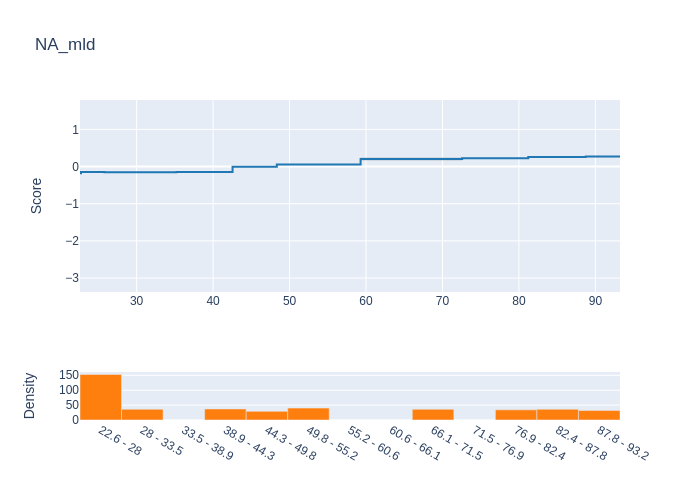 NA_mld
Score
1
0
−1
−2
−3
30 40 50 60 70 80 90
Density
150
100
50
0
22.6 - 28
28 - 33.5
33.5 - 38.9
38.9 - 44.3
44.3 - 49.8
49.8 - 55.2
55.2 - 60.6
60.6 - 66.1
66.1 - 71.5
71.5 - 76.9
76.9 - 82.4
82.4 - 87.8
87.8 - 93.2